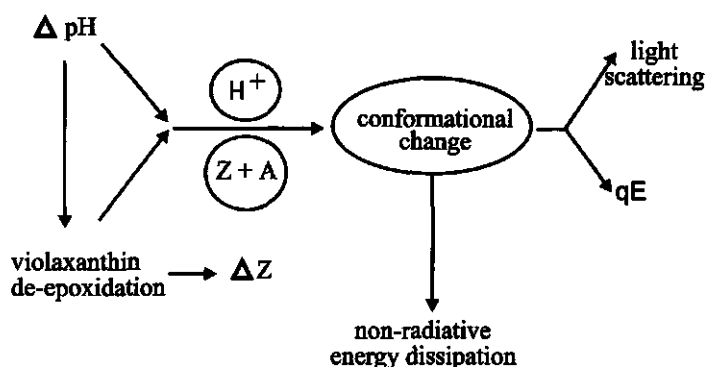 Δ pH
H+
Z + A
conformational
change
light
scattering
qE
violaxanthin
de-epoxidation
ΔZ
non-radiative
energy dissipation